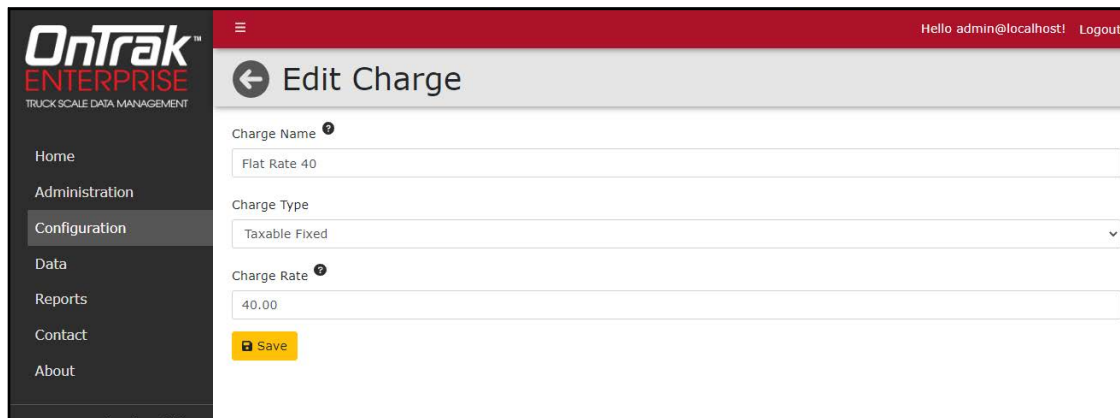 OnTrak™
ENTERPRISE
TRUCK SCALE DATA MANAGEMENT
Home
Administration
Configuration
Data
Reports
Contact
About
Hello admin@localhost! Logout
Edit Charge
Charge Name ?
Flat Rate 40
Charge Type
Taxable Fixed
Charge Rate ?
40.00
Save